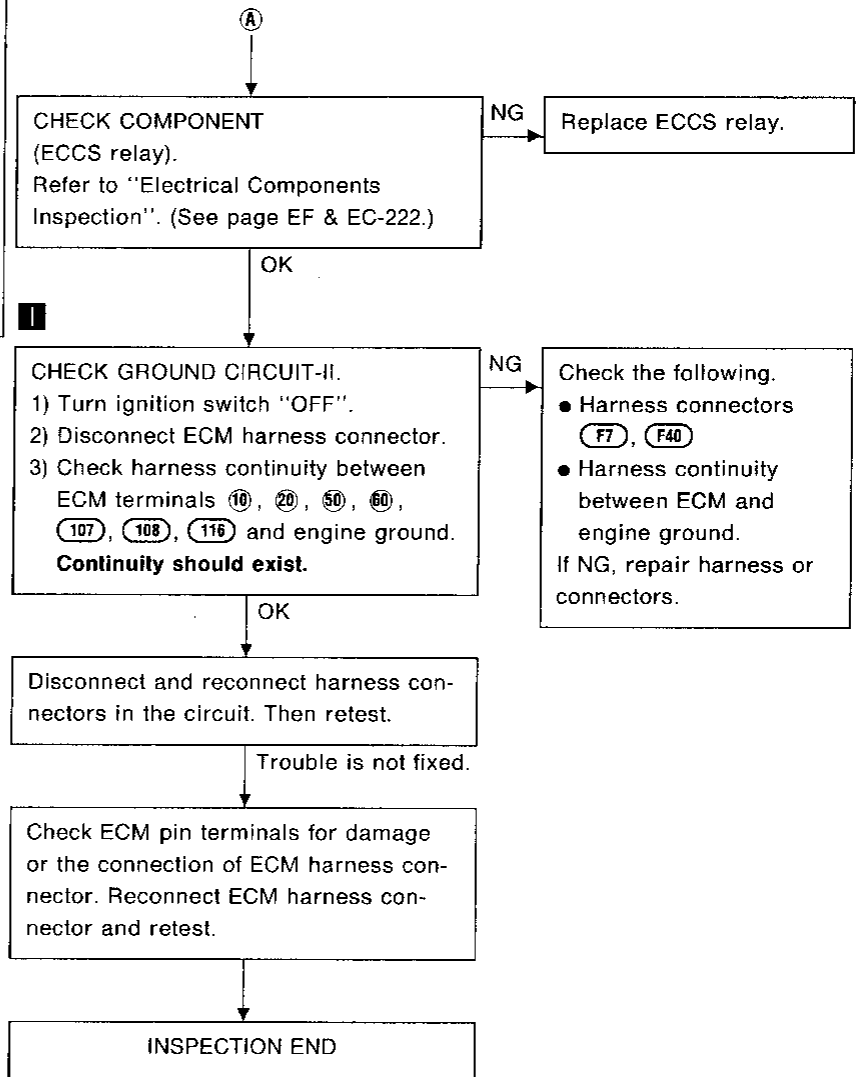 A
CHECK COMPONENT
(ECCS relay).
Refer to "Electrical Components
Inspection". (See page EF & EC-222.)
NG
Replace ECCS relay.
OK
I
CHECK GROUND CIRCUIT-II.
1) Turn ignition switch "OFF".
2) Disconnect ECM harness connector.
3) Check harness continuity between
ECM terminals 10, 20, 50, 60,
107, 108, 116 and engine ground.
Continuity should exist.
NG
Check the following.
● Harness connectors
F7, F40
● Harness continuity
between ECM and
engine ground.
If NG, repair harness or
connectors.
OK
Disconnect and reconnect harness con-
nectors in the circuit. Then retest.
Trouble is not fixed.
Check ECM pin terminals for damage
or the connection of ECM harness con-
nector. Reconnect ECM harness con-
nector and retest.
INSPECTION END